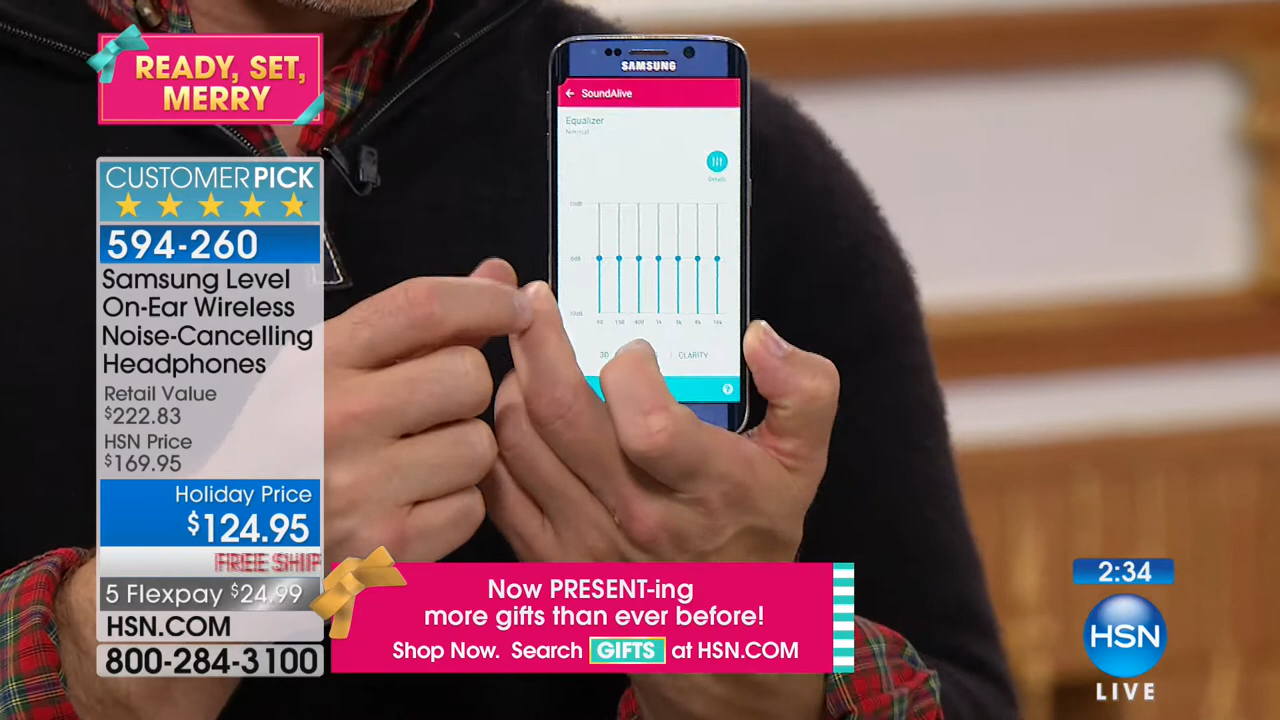 READY, SET,
MERRY
CUSTOMER PICK
594-260
Samsung Level
On-Ear Wireless
Noise-Cancelling
Headphones
Retail Value
$222.83
HSN Price
$169.95
Holiday Price
$124.95
FREE SHIP
5 Flexpay $24.99
HSN.COM
800-284-3100
SAMSUNG
SoundAlive
Equalizer
Normal
Details
3D
CLARITY
?
Now PRESENT-ing
more gifts than ever before!
Shop Now. Search GIFTS at HSN.COM
2:34
HSN
LIVE